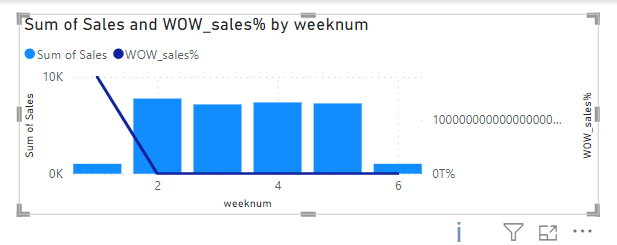 Sum of Sales and WOW_sales% by weeknum
Sum of Sales WOW_sales%
10K
0K
Sum of Sales
2 4 6
weeknum
100000000000000000...
0T%
WOW_sales%